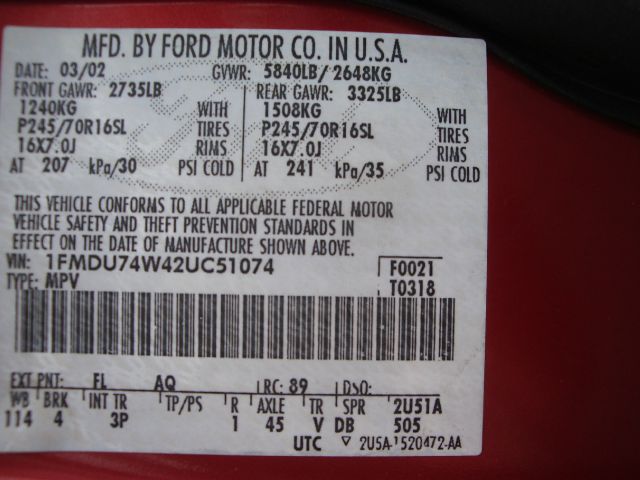 MFD. BY FORD MOTOR CO. IN U.S.A.
DATE: 03/02 GVWR: 5840LB/2648KG
FRONT GAWR: 2735LB REAR GAWR: 3325LB
1240KG WITH 1508KG WITH
P245/70R16SL TIRES P245/70R16SL TIRES
16X7.0J RIMS 16X7.0J RIMS
AT 207 kPa/30 PSI COLD AT 241 kPa/35 PSI COLD
THIS VEHICLE CONFORMS TO ALL APPLICABLE FEDERAL MOTOR
VEHICLE SAFETY AND THEFT PREVENTION STANDARDS IN
EFFECT ON THE DATE OF MANUFACTURE SHOWN ABOVE.
VIN: 1FMDU74W42UC51074 F0021
TYPE: MPV T0318
EXT PNT: FL AQ RC: 89 DSO:
WB BRK INT TR TP/PS R AXLE TR SPR 2U51A
114 4 3P 1 45 V DB 505
UTC ▽ 2U5A-1520472-AA